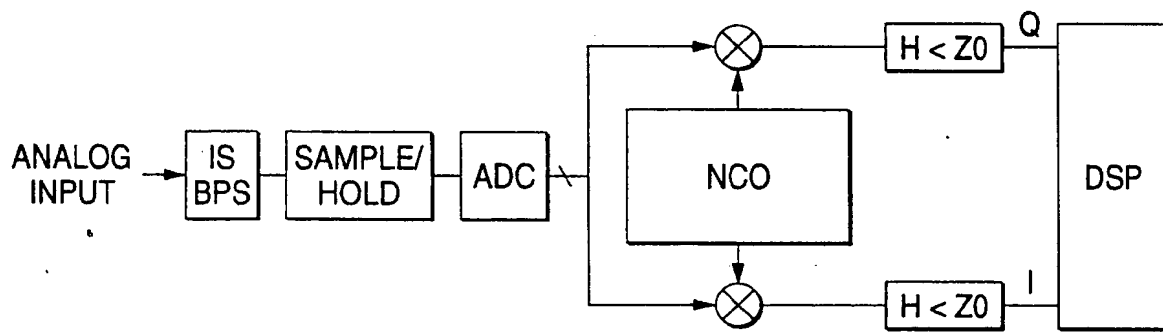 ANALOG
INPUT
IS
BPS
SAMPLE/
HOLD
ADC
NCO
H < Z0
Q
H < Z0
I
DSP